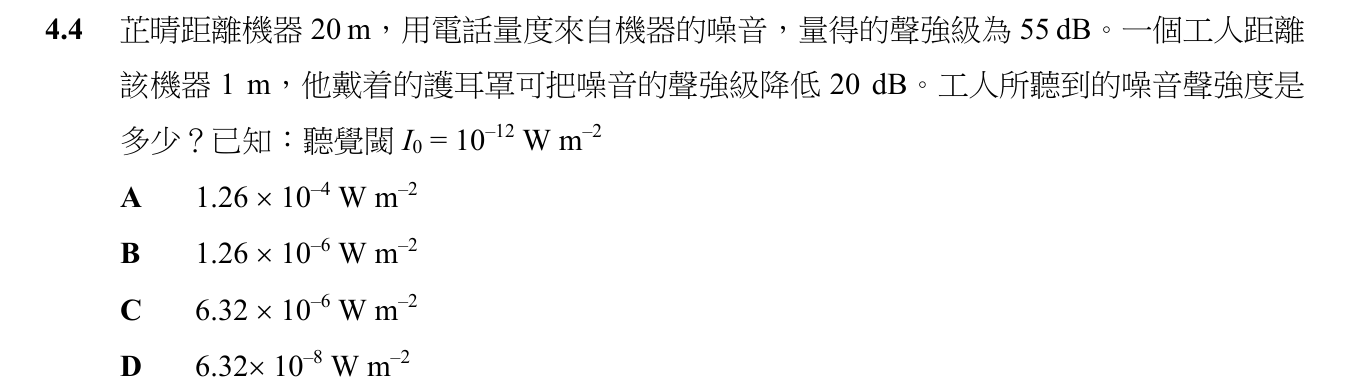 4.4 芷晴距離機器 20 m，用電話量度來自機器的噪音，量得的聲強級為 55 dB。一個工人距離
該機器 1 m，他戴着的護耳罩可把噪音的聲強級降低 20 dB。工人所聽到的噪音聲強度是
多少？已知：聽覺閾 I₀ = 10⁻¹² W m⁻²
A 1.26 × 10⁻⁴ W m⁻²
B 1.26 × 10⁻⁶ W m⁻²
C 6.32 × 10⁻⁶ W m⁻²
D 6.32× 10⁻⁸ W m⁻²